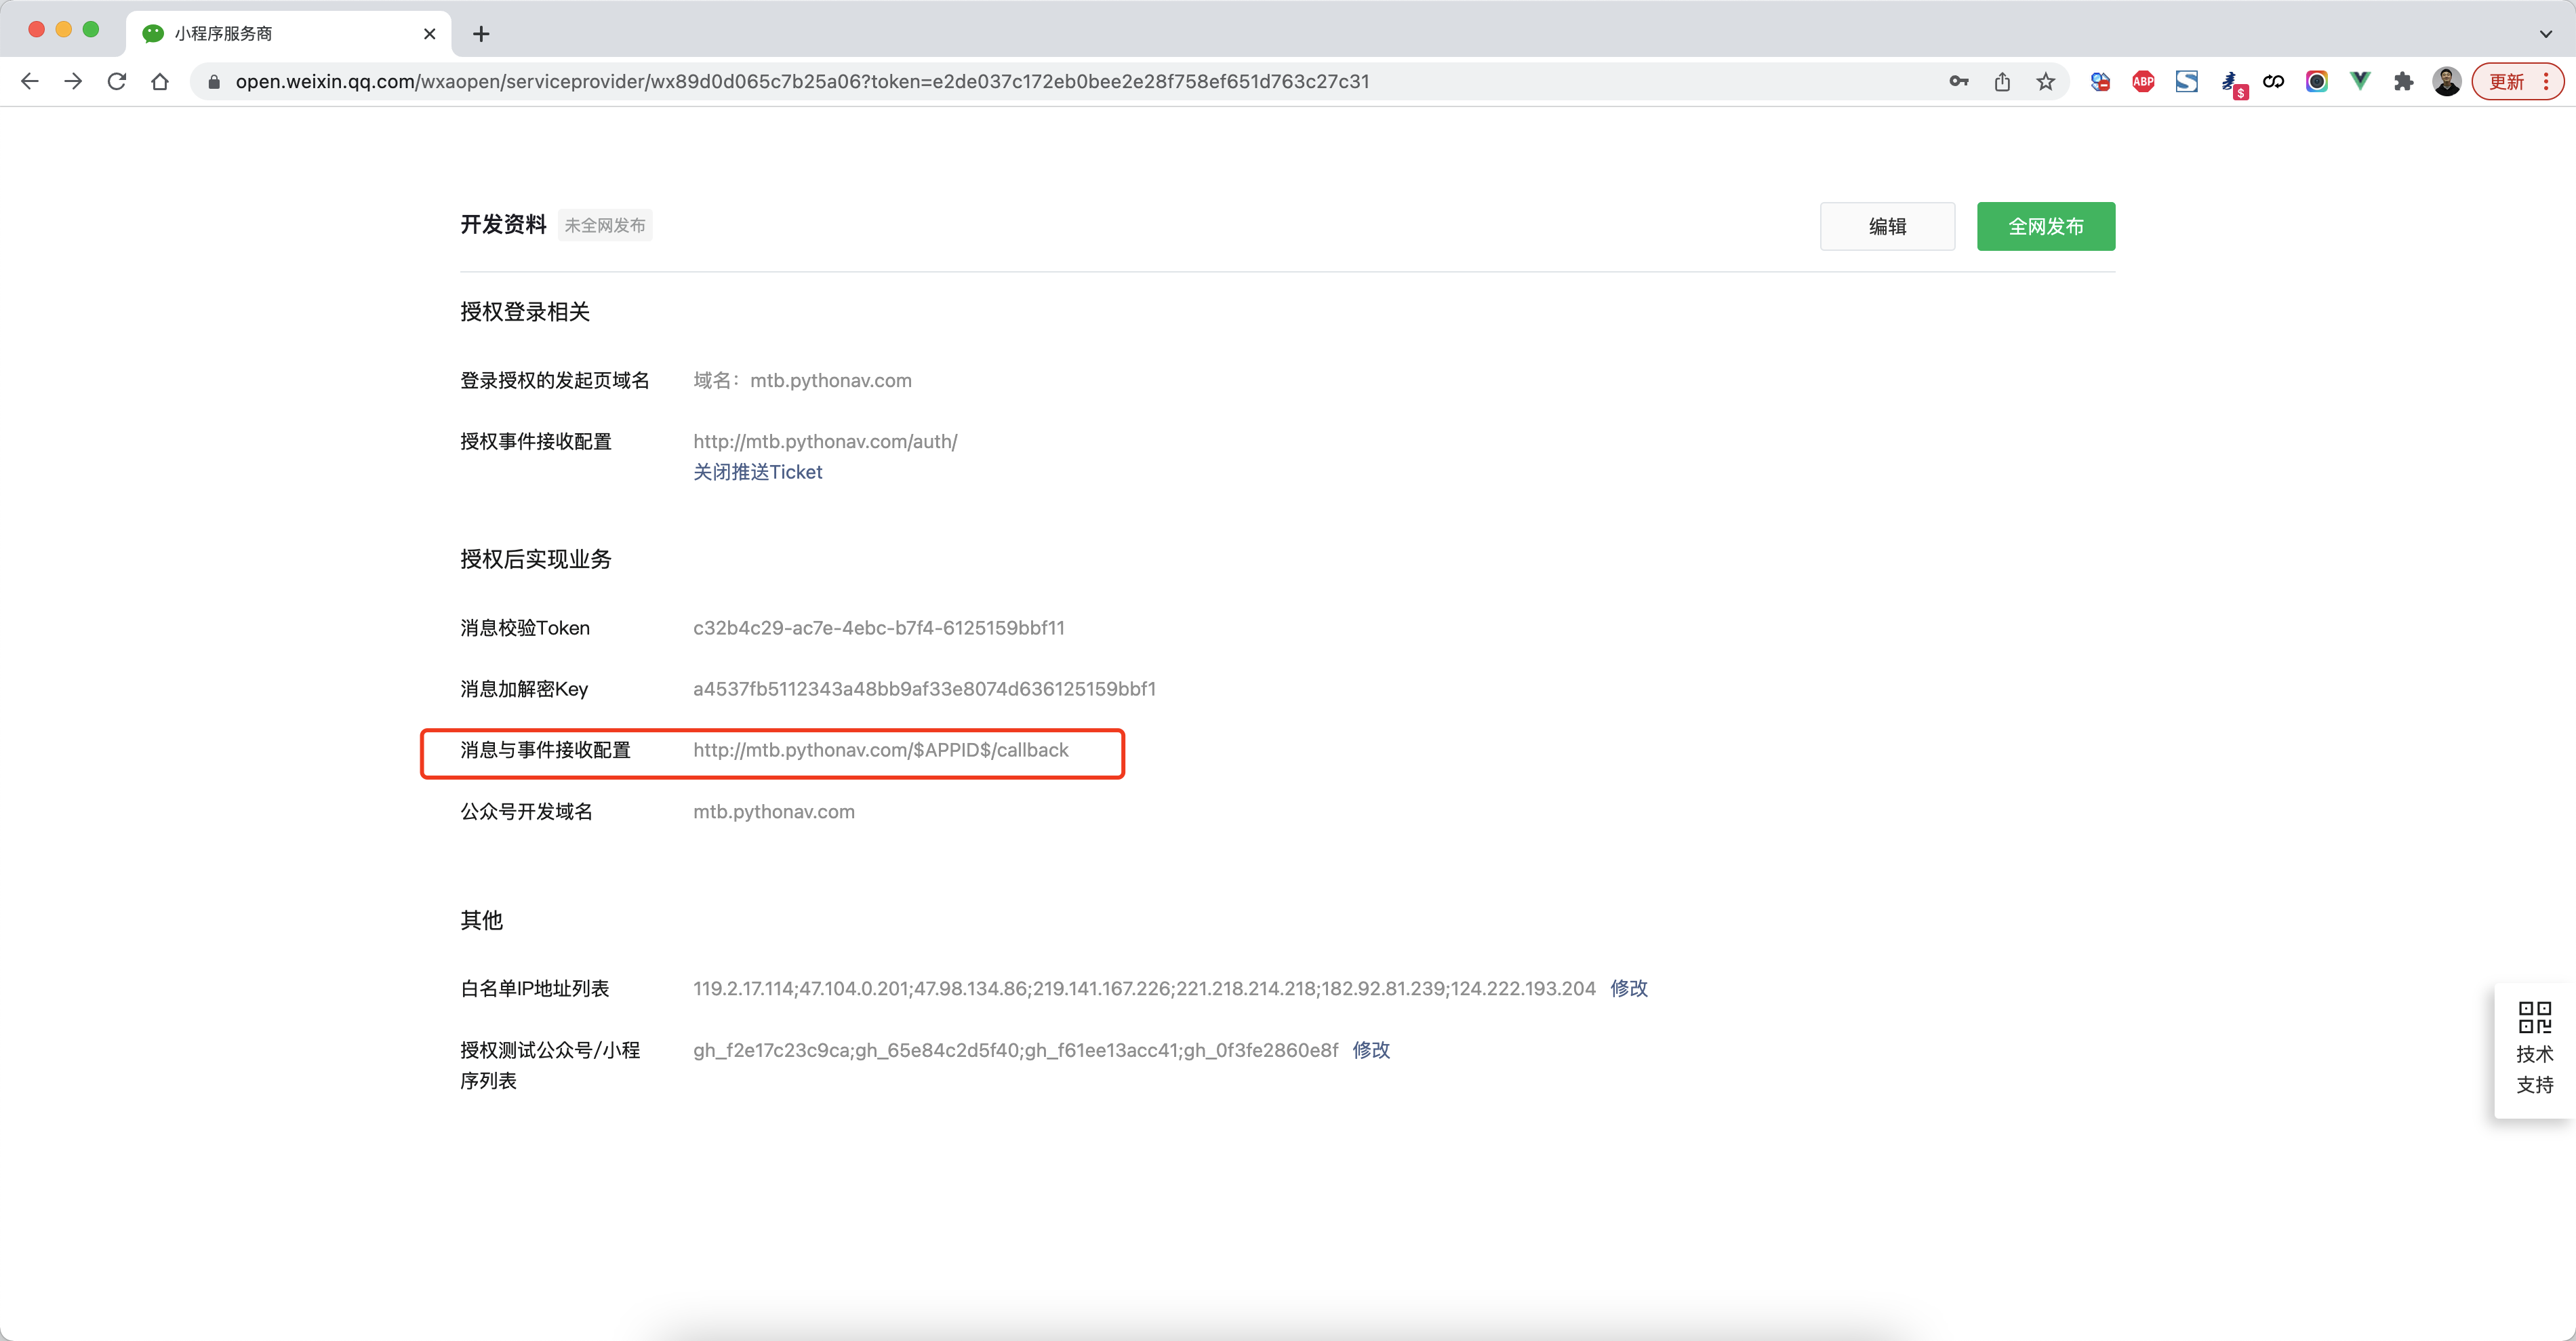 小程序服务商
open.weixin.qq.com/wxaopen/serviceprovider/wx89d0d065c7b25a06?token=e2de037c172eb0bee2e28f758ef651d763c27c31
ABP
$
更新
开发资料 未全网发布 编辑 全网发布
授权登录相关
登录授权的发起页域名 域名：mtb.pythonav.com
授权事件接收配置 http://mtb.pythonav.com/auth/
关闭推送Ticket
授权后实现业务
消息校验Token c32b4c29-ac7e-4ebc-b7f4-6125159bbf11
消息加解密Key a4537fb5112343a48bb9af33e8074d636125159bbf1
消息与事件接收配置 http://mtb.pythonav.com/$APPID$/callback
公众号开发域名 mtb.pythonav.com
其他
白名单IP地址列表 119.2.17.114;47.104.0.201;47.98.134.86;219.141.167.226;221.218.214.218;182.92.81.239;124.222.193.204 修改
授权测试公众号/小程 gh_f2e17c23c9ca;gh_65e84c2d5f40;gh_f61ee13acc41;gh_0f3fe2860e8f 修改
序列表
技术
支持